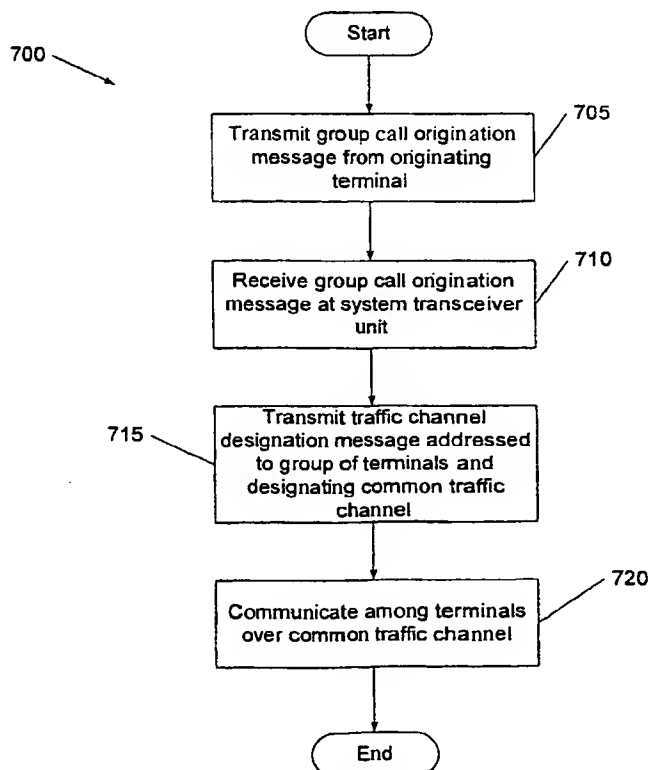 700
Start
705
Transmit group call origination
message from originating
terminal
710
Receive group call origination
message at system transceiver
unit
715
Transmit traffic channel
designation message addressed
to group of terminals and
designating common traffic
channel
720
Communicate among terminals
over common traffic channel
End